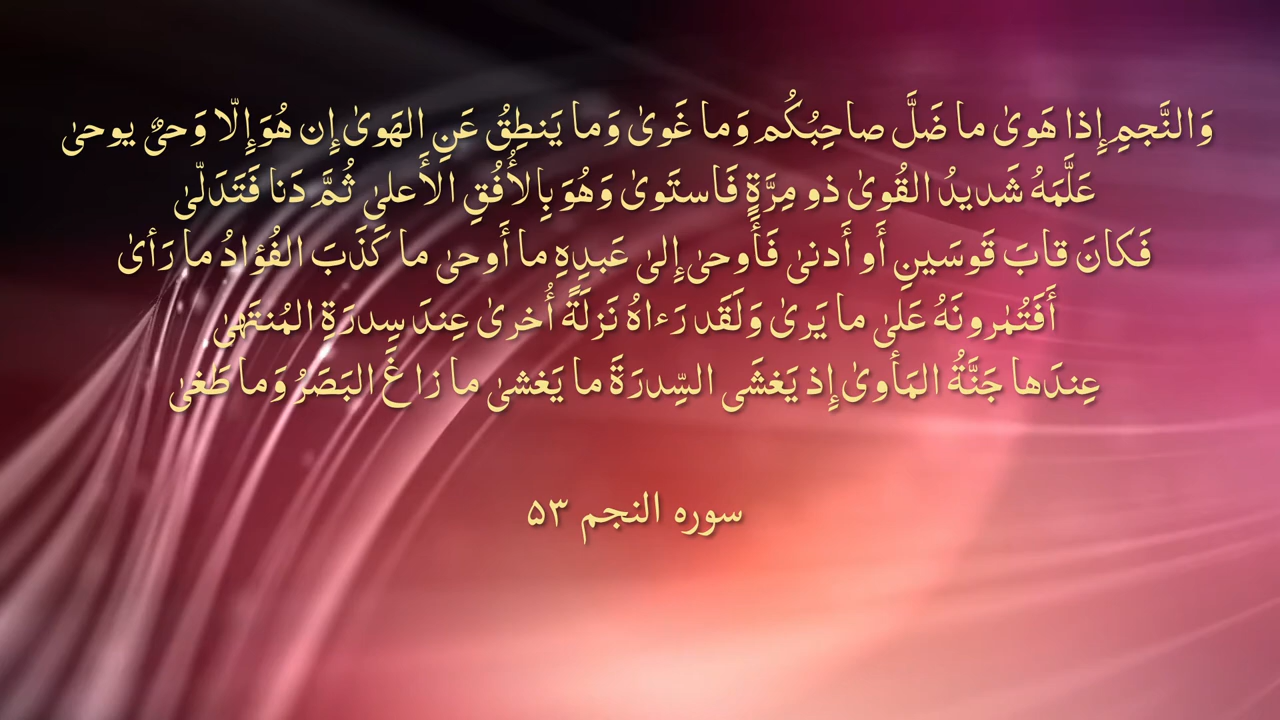 وَالنَّجمِ إِذا هَوىٰ ما ضَلَّ صاحِبُكُم وَما غَوىٰ وَما يَنطِقُ عَنِ الهَوىٰ إِن هُوَ إِلّا وَحىٌ يوحىٰ
عَلَّمَهُ شَديدُ القُوىٰ ذو مِرَّةٍ فَاستَوىٰ وَهُوَ بِالأُفُقِ الأَعلىٰ ثُمَّ دَنا فَتَدَلّىٰ
فَكانَ قابَ قَوسَينِ أَو أَدنىٰ فَأَوحىٰ إِلىٰ عَبدِهِ ما أَوحىٰ ما كَذَبَ الفُؤادُ ما رَأىٰ
أَفَتُمٰرونَهُ عَلىٰ ما يَرىٰ وَلَقَد رَءاهُ نَزلَةً أُخرىٰ عِندَ سِدرَةِ المُنتَهىٰ
عِندَها جَنَّةُ المَأوىٰ إِذ يَغشَى السِّدرَةَ ما يَغشىٰ ما زاغَ البَصَرُ وَما طَغىٰ
سوره النجم ۵۳